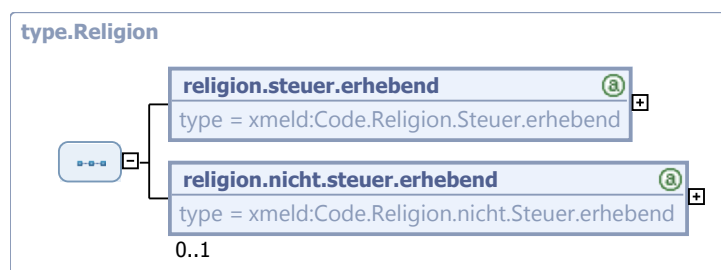 type.Religion
religion.steuer.erhebend a
type = xmeld:Code.Religion.Steuer.erhebend
religion.nicht.steuer.erhebend a
type = xmeld:Code.Religion.nicht.Steuer.erhebend
0..1